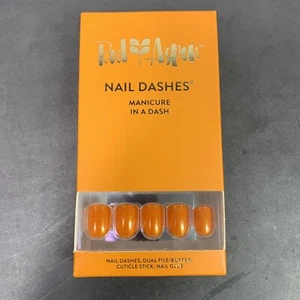 NAIL DASHES®
MANICURE
IN A DASH
NAIL DASHES, DUAL FILE/BUFFER,
CUTICLE STICK, NAIL GLUE